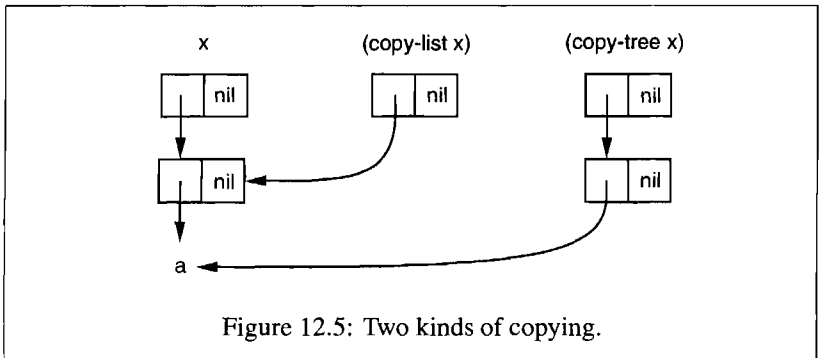 x (copy-list x) (copy-tree x)
nil nil nil
nil nil
a
Figure 12.5: Two kinds of copying.